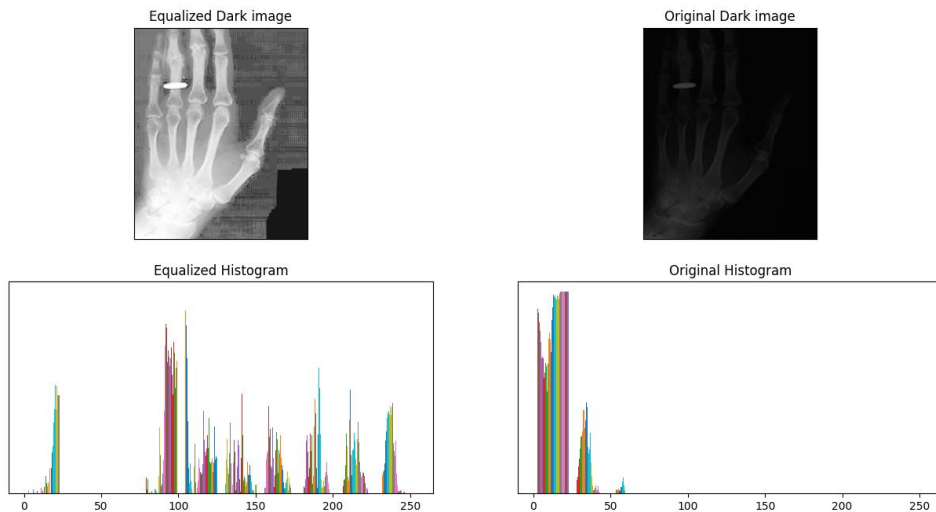 Equalized Dark image
Original Dark image
Equalized Histogram
Original Histogram
0 50 100 150 200 250
0 50 100 150 200 250